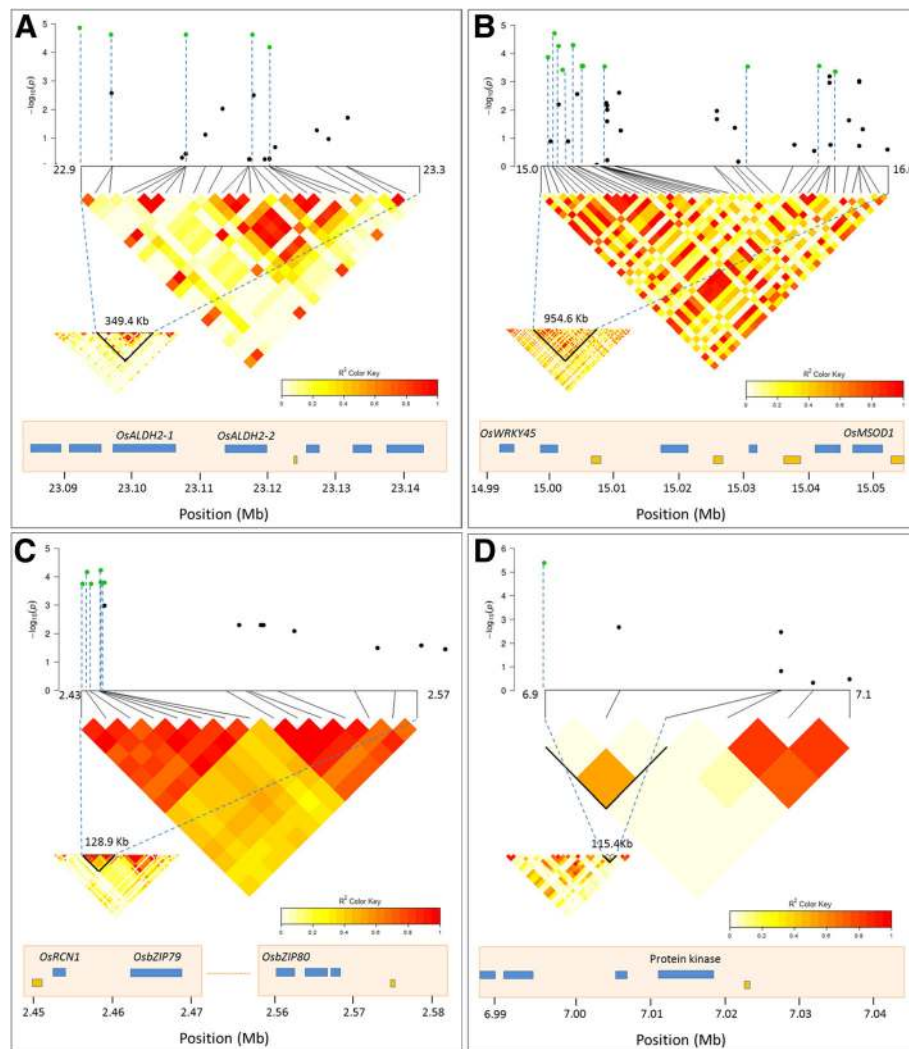 A
B
−log10(p)
5
4
3
2
1
0
22.9
23.3
−log10(p)
5
4
3
2
1
0
15.0
349.4 Kb
954.6 Kb
R² Color Key
0 0.2 0.4 0.6 0.8 1
R² Color Key
0 0.2 0.4 0.6 0.8 1
OsALDH2-1 OsALDH2-2
OsWRKY45 OsMSOD1
23.09 23.10 23.11 23.12 23.13 23.14
Position (Mb)
14.99 15.00 15.01 15.02 15.03 15.04 15.05
Position (Mb)
C
D
−log10(p)
5
4
3
2
1
0
2.43
2.57
−log10(p)
6
5
4
3
2
1
0
6.9
7.1
128.9 Kb
115.4Kb
R² Color Key
0 0.2 0.4 0.6 0.8 1
R² Color Key
0 0.2 0.4 0.6 0.8 1
OsRCN1 OsbZIP79 OsbZIP80
Protein kinase
2.45 2.46 2.47 2.56 2.57 2.58
Position (Mb)
6.99 7.00 7.01 7.02 7.03 7.04
Position (Mb)